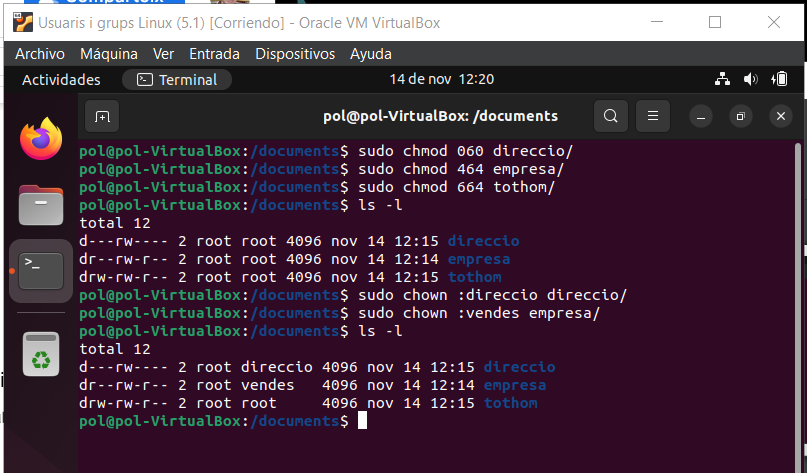 Usuaris i grups Linux (5.1) [Corriendo] - Oracle VM VirtualBox
Archivo Máquina Ver Entrada Dispositivos Ayuda
Actividades Terminal 14 de nov 12:20
pol@pol-VirtualBox: /documents
pol@pol-VirtualBox:/documents$ sudo chmod 060 direccio/
pol@pol-VirtualBox:/documents$ sudo chmod 464 empresa/
pol@pol-VirtualBox:/documents$ sudo chmod 664 tothom/
pol@pol-VirtualBox:/documents$ ls -l
total 12
d---rw---- 2 root root 4096 nov 14 12:15 direccio
dr--rw-r-- 2 root root 4096 nov 14 12:14 empresa
drw-rw-r-- 2 root root 4096 nov 14 12:15 tothom
pol@pol-VirtualBox:/documents$ sudo chown :direccio direccio/
pol@pol-VirtualBox:/documents$ sudo chown :vendes empresa/
pol@pol-VirtualBox:/documents$ ls -l
total 12
d---rw---- 2 root direccio 4096 nov 14 12:15 direccio
dr--rw-r-- 2 root vendes   4096 nov 14 12:14 empresa
drw-rw-r-- 2 root root     4096 nov 14 12:15 tothom
pol@pol-VirtualBox:/documents$